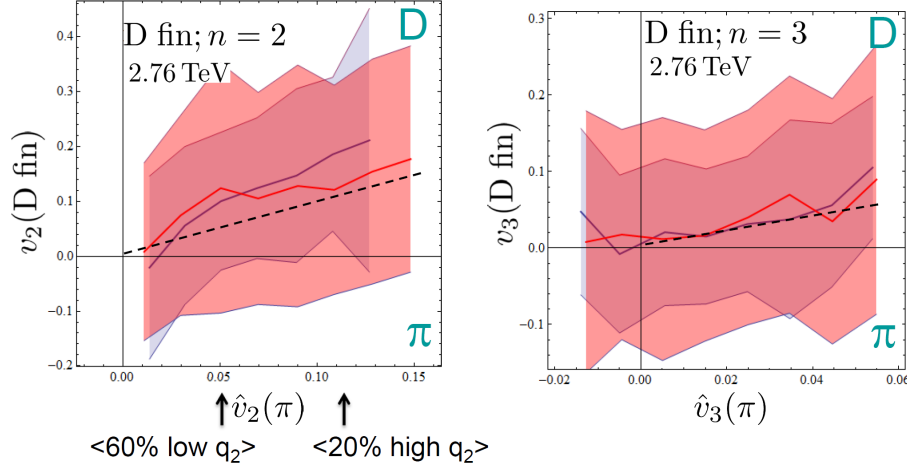 D fin; n = 2
2.76 TeV
D
π
v₂(D fin)
0.4
0.3
0.2
0.1
0.0
−0.1
−0.2
0.00
0.05
0.10
0.15
v̂₂(π)
<60% low q₂>
<20% high q₂>
D fin; n = 3
2.76 TeV
D
π
v₃(D fin)
0.3
0.2
0.1
0.0
−0.1
−0.02
0.00
0.02
0.04
0.06
v̂₃(π)